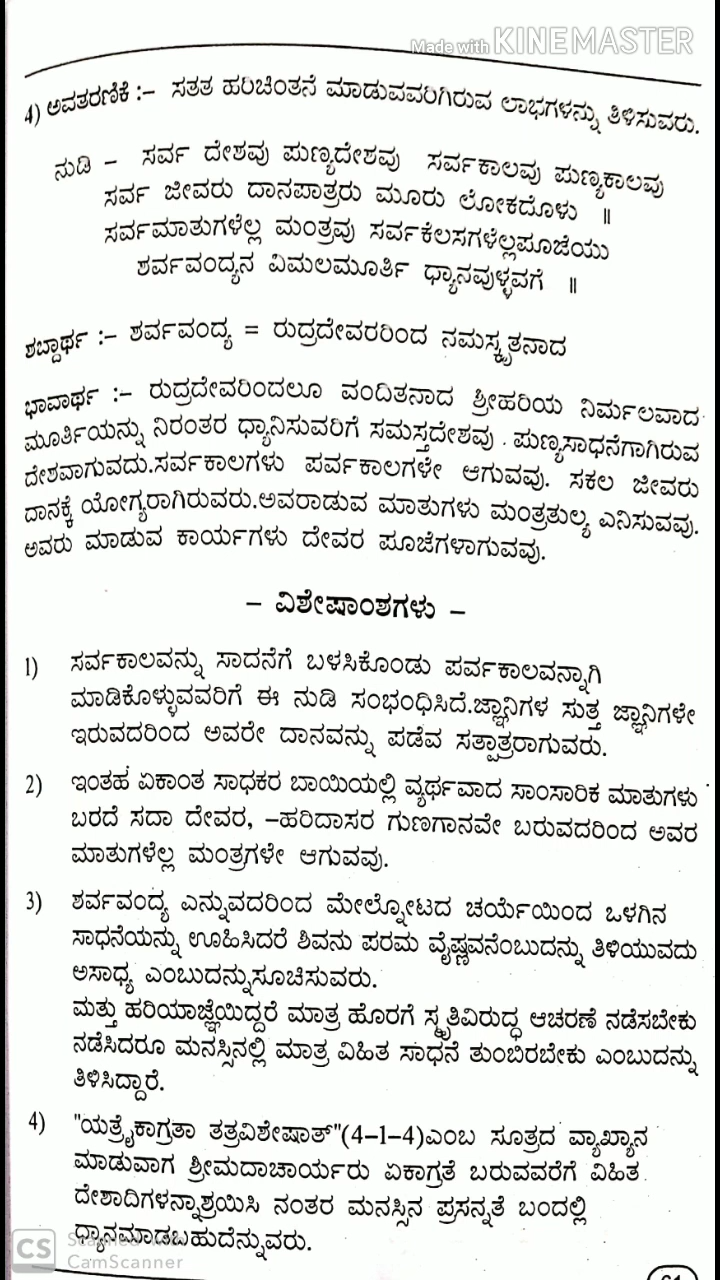 Made with KINEMASTER
4) ಅವತರಣಿಕೆ :– ಸತತ ಹರಿಚಿಂತನೆ ಮಾಡುವವರಿಗಿರುವ ಲಾಭಗಳನ್ನು ತಿಳಿಸುವರು.
ನುಡಿ – ಸರ್ವ ದೇಶವು ಪುಣ್ಯದೇಶವು ಸರ್ವಕಾಲವು ಪುಣ್ಯಕಾಲವು
ಸರ್ವ ಜೀವರು ದಾನಪಾತ್ರರು ಮೂರು ಲೋಕದೊಳು ॥
ಸರ್ವಮಾತುಗಳೆಲ್ಲ ಮಂತ್ರವು ಸರ್ವಕೆಲಸಗಳೆಲ್ಲಪೂಜೆಯು
ಶರ್ವವಂದ್ಯನ ವಿಮಲಮೂರ್ತಿ ಧ್ಯಾನವುಳ್ಳವಗೆ ॥
ಶಬ್ದಾರ್ಥ :– ಶರ್ವವಂದ್ಯ = ರುದ್ರದೇವರರಿಂದ ನಮಸ್ಕೃತನಾದ
ಭಾವಾರ್ಥ :– ರುದ್ರದೇವರಿಂದಲೂ ವಂದಿತನಾದ ಶ್ರೀಹರಿಯ ನಿರ್ಮಲವಾದ
ಮೂರ್ತಿಯನ್ನು ನಿರಂತರ ಧ್ಯಾನಿಸುವರಿಗೆ ಸಮಸ್ತದೇಶವು ಪುಣ್ಯಸಾಧನೆಗಾಗಿರುವ
ದೇಶವಾಗುವದು.ಸರ್ವಕಾಲಗಳು ಪರ್ವಕಾಲಗಳೇ ಆಗುವವು. ಸಕಲ ಜೀವರು
ದಾನಕ್ಕೆ ಯೋಗ್ಯರಾಗಿರುವರು.ಅವರಾಡುವ ಮಾತುಗಳು ಮಂತ್ರತುಲ್ಯ ಎನಿಸುವವು.
ಅವರು ಮಾಡುವ ಕಾರ್ಯಗಳು ದೇವರ ಪೂಜೆಗಳಾಗುವವು.
– ವಿಶೇಷಾಂಶಗಳು –
1) ಸರ್ವಕಾಲವನ್ನು ಸಾದನೆಗೆ ಬಳಸಿಕೊಂಡು ಪರ್ವಕಾಲವನ್ನಾಗಿ
ಮಾಡಿಕೊಳ್ಳುವವರಿಗೆ ಈ ನುಡಿ ಸಂಭಂಧಿಸಿದೆ.ಜ್ಞಾನಿಗಳ ಸುತ್ತ ಜ್ಞಾನಿಗಳೇ
ಇರುವದರಿಂದ ಅವರೇ ದಾನವನ್ನು ಪಡೆವ ಸತ್ಪಾತ್ರರಾಗುವರು.
2) ಇಂತಹ ಏಕಾಂತ ಸಾಧಕರ ಬಾಯಿಯಲ್ಲಿ ವ್ಯರ್ಥವಾದ ಸಾಂಸಾರಿಕ ಮಾತುಗಳು
ಬರದೆ ಸದಾ ದೇವರ, –ಹರಿದಾಸರ ಗುಣಗಾನವೇ ಬರುವದರಿಂದ ಅವರ
ಮಾತುಗಳೆಲ್ಲ ಮಂತ್ರಗಳೇ ಆಗುವವು.
3) ಶರ್ವವಂದ್ಯ ಎನ್ನುವದರಿಂದ ಮೇಲ್ನೋಟದ ಚರ್ಯೆಯಿಂದ ಒಳಗಿನ
ಸಾಧನೆಯನ್ನು ಊಹಿಸಿದರೆ ಶಿವನು ಪರಮ ವೈಷ್ಣವನೆಂಬುದನ್ನು ತಿಳಿಯುವದು
ಅಸಾಧ್ಯ ಎಂಬುದನ್ನುಸೂಚಿಸುವರು.
ಮತ್ತು ಹರಿಯಾಜ್ಞೆಯಿದ್ದರೆ ಮಾತ್ರ ಹೊರಗೆ ಸ್ಮೃತಿವಿರುದ್ಧ ಆಚರಣೆ ನಡೆಸಬೇಕು
ನಡೆಸಿದರೂ ಮನಸ್ಸಿನಲ್ಲಿ ಮಾತ್ರ ವಿಹಿತ ಸಾಧನೆ ತುಂಬಿರಬೇಕು ಎಂಬುದನ್ನು
ತಿಳಿಸಿದ್ದಾರೆ.
4) "ಯತ್ರೈಕಾಗ್ರತಾ ತತ್ರವಿಶೇಷಾತ್"(4–1–4)ಎಂಬ ಸೂತ್ರದ ವ್ಯಾಖ್ಯಾನ
ಮಾಡುವಾಗ ಶ್ರೀಮದಾಚಾರ್ಯರು ಏಕಾಗ್ರತೆ ಬರುವವರೆಗೆ ವಿಹಿತ
ದೇಶಾದಿಗಳನ್ನಾಶ್ರಯಿಸಿ ನಂತರ ಮನಸ್ಸಿನ ಪ್ರಸನ್ನತೆ ಬಂದಲ್ಲಿ
ಧ್ಯಾನಮಾಡಬಹುದೆನ್ನುವರು.
CS Scanned with
CamScanner